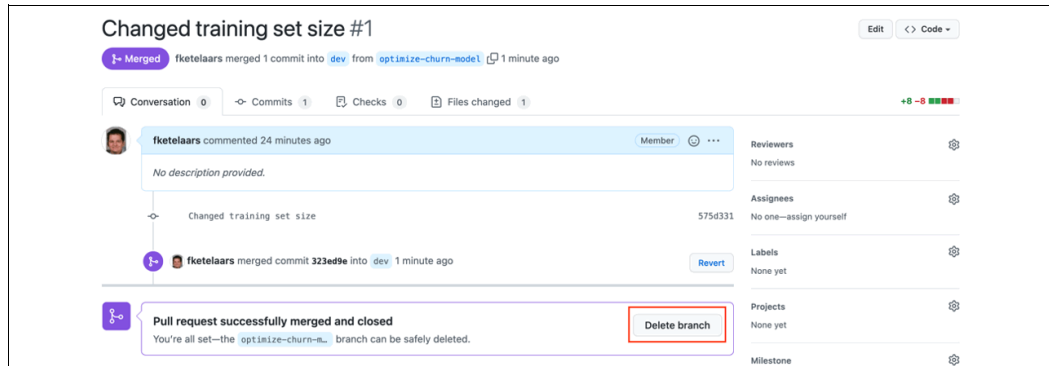 Changed training set size #1
Edit
<> Code
Merged
fketelaars merged 1 commit into dev from optimize-churn-model 1 minute ago
Conversation 0
Commits 1
Checks 0
Files changed 1
+8 −8
fketelaars commented 24 minutes ago
Member
No description provided.
Changed training set size
575d331
fketelaars merged commit 323ed9e into dev 1 minute ago
Revert
Pull request successfully merged and closed
You're all set—the optimize-churn-m… branch can be safely deleted.
Delete branch
Reviewers
No reviews
Assignees
No one—assign yourself
Labels
None yet
Projects
None yet
Milestone